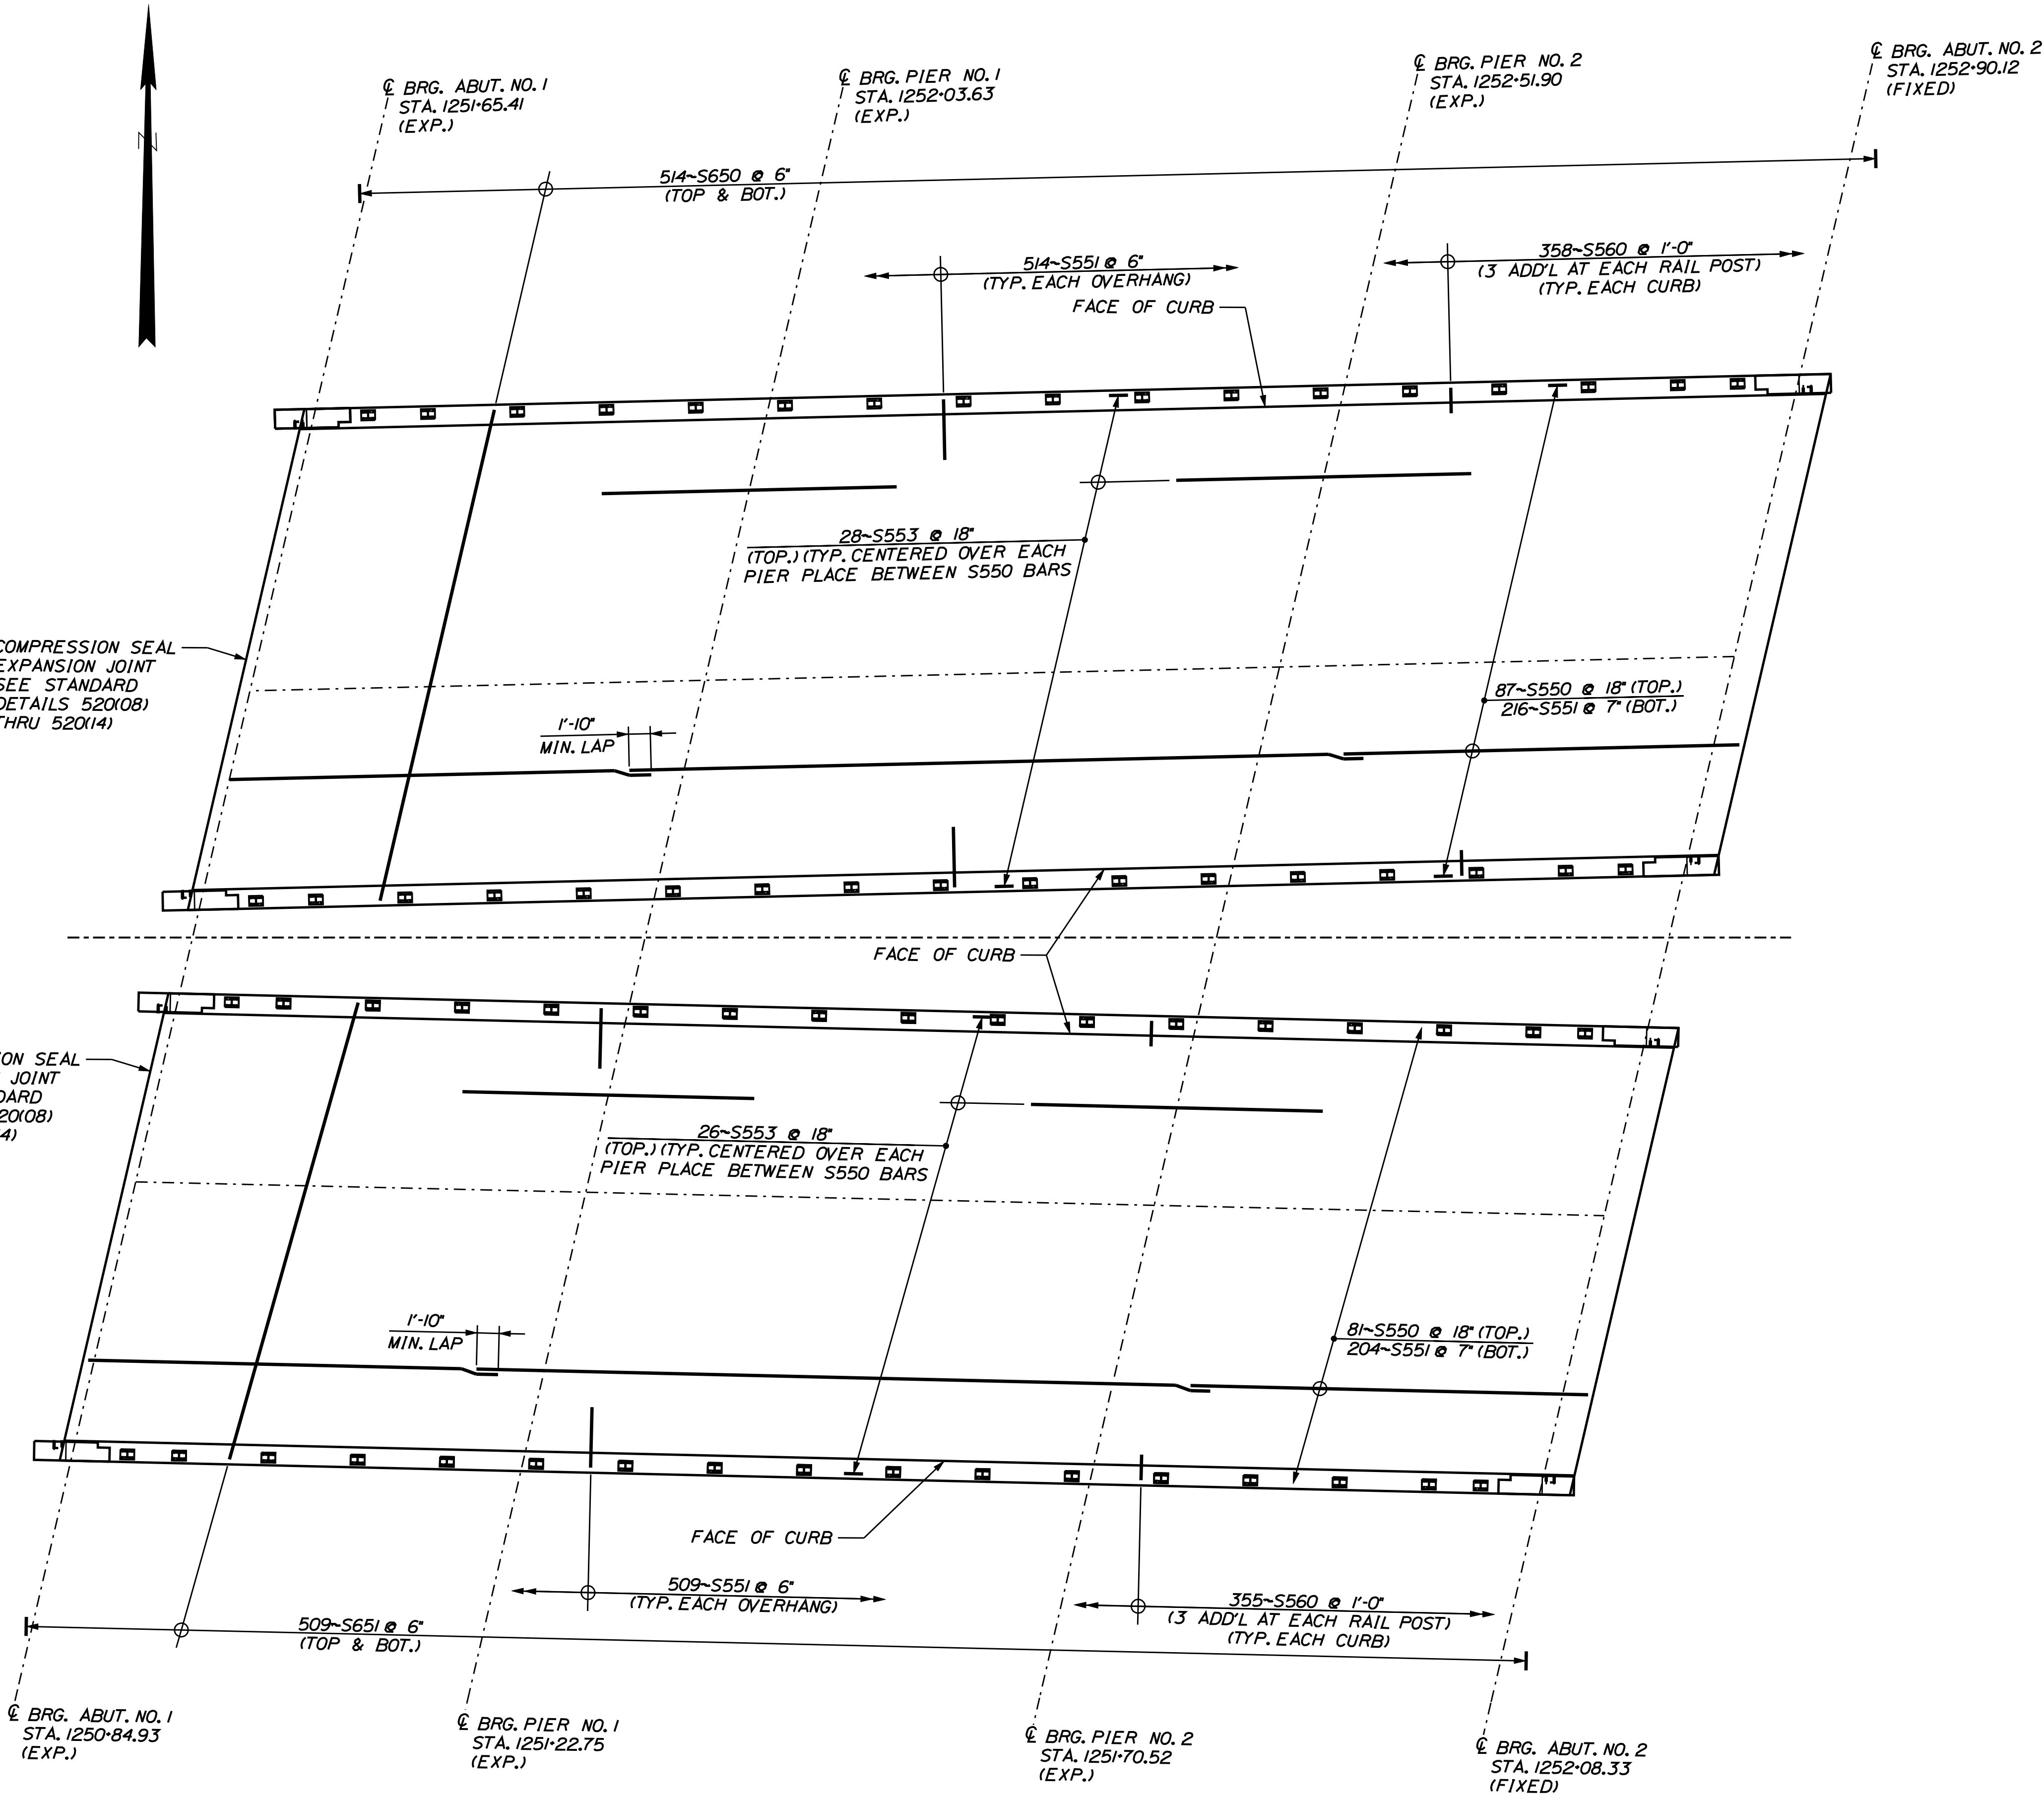 ℄ BRG. ABUT. NO. 1
STA. 1251+65.41
(EXP.)
℄ BRG. PIER NO. 1
STA. 1252+03.63
(EXP.)
℄ BRG. PIER NO. 2
STA. 1252+51.90
(EXP.)
℄ BRG. ABUT. NO. 2
STA. 1252+90.12
(FIXED)
N
514~S650 @ 6"
(TOP & BOT.)
514~S551 @ 6"
(TYP. EACH OVERHANG)
FACE OF CURB
358~S560 @ 1'-0"
(3 ADD'L AT EACH RAIL POST)
(TYP. EACH CURB)
28~S553 @ 18"
(TOP.) (TYP. CENTERED OVER EACH
PIER PLACE BETWEEN S550 BARS
COMPRESSION SEAL
EXPANSION JOINT
SEE STANDARD
DETAILS 520(08)
THRU 520(14)
87~S550 @ 18" (TOP.)
216~S551 @ 7" (BOT.)
1'-10"
MIN. LAP
FACE OF CURB
ON SEAL
JOINT
DARD
20(08)
4)
26~S553 @ 18"
(TOP.) (TYP. CENTERED OVER EACH
PIER PLACE BETWEEN S550 BARS
1'-10"
MIN. LAP
81~S550 @ 18" (TOP.)
204~S551 @ 7" (BOT.)
FACE OF CURB
509~S551 @ 6"
(TYP. EACH OVERHANG)
355~S560 @ 1'-0"
(3 ADD'L AT EACH RAIL POST)
(TYP. EACH CURB)
509~S651 @ 6"
(TOP & BOT.)
℄ BRG. ABUT. NO. 1
STA. 1250+84.93
(EXP.)
℄ BRG. PIER NO. 1
STA. 1251+22.75
(EXP.)
℄ BRG. PIER NO. 2
STA. 1251+70.52
(EXP.)
℄ BRG. ABUT. NO. 2
STA. 1252+08.33
(FIXED)